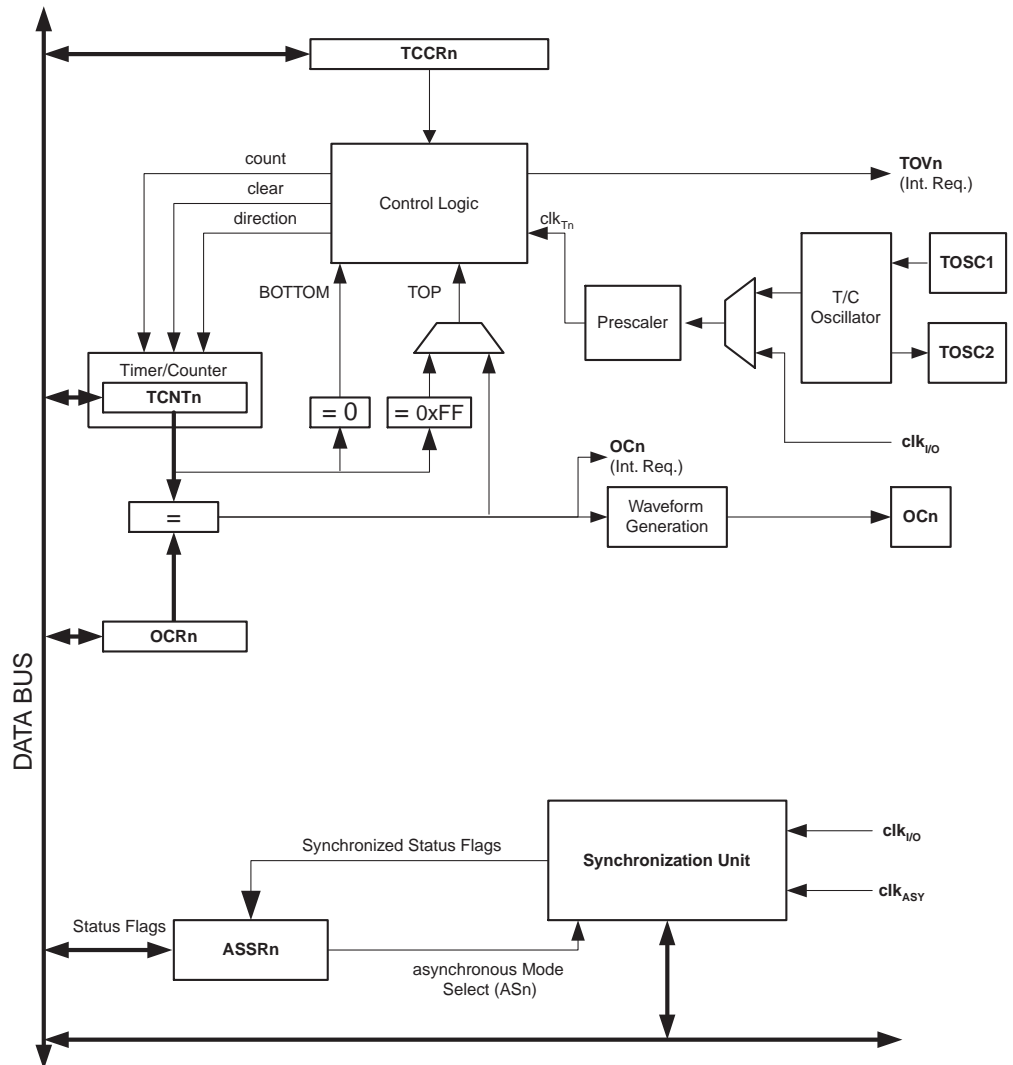 TCCRn
count
clear
direction
Control Logic
TOVn
(Int. Req.)
clkTn
BOTTOM
TOP
Prescaler
T/C
Oscillator
TOSC1
TOSC2
Timer/Counter
TCNTn
= 0
= 0xFF
clkI/O
OCn
(Int. Req.)
=
Waveform
Generation
OCn
OCRn
DATA BUS
Synchronized Status Flags
Synchronization Unit
clkI/O
clkASY
Status Flags
ASSRn
asynchronous Mode
Select (ASn)